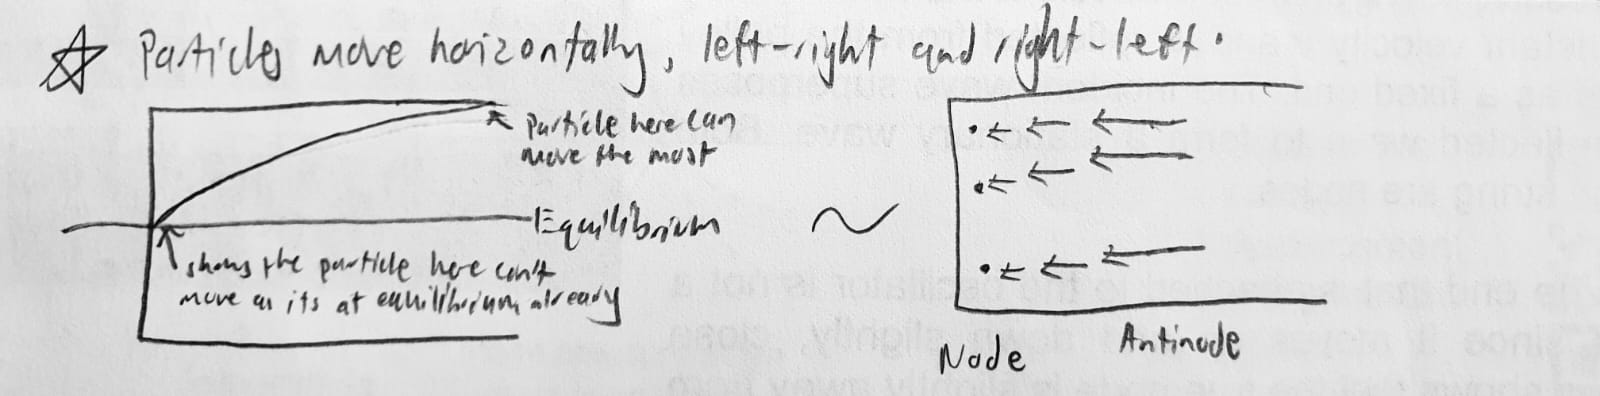 ☆ Particles move horizontally, left-right and right-left.
Particle here can
move the most
Equilibrium
shows the particle here can't
move as its at equilibrium already
Node
Antinode